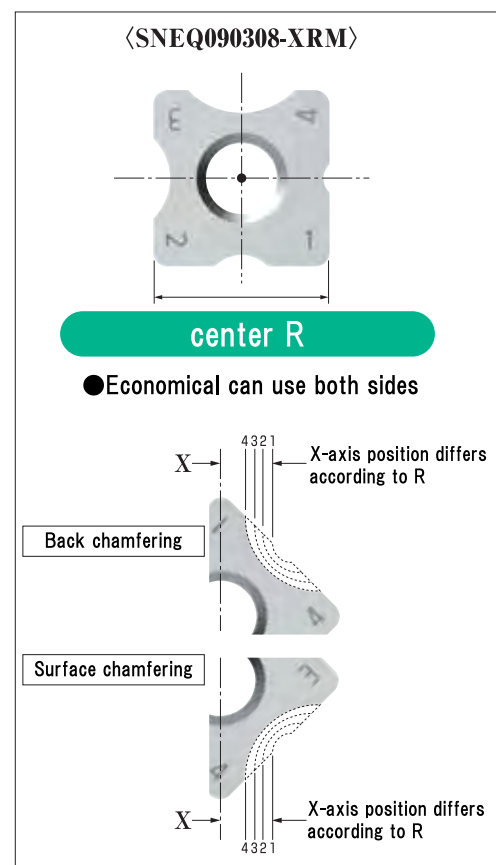 〈SNEQ090308-XRM〉
3
4
2
1
center R
●Economical can use both sides
4321
X
X-axis position differs
according to R
1
Back chamfering
4
Surface chamfering
3
4
X
X-axis position differs
according to R
4321